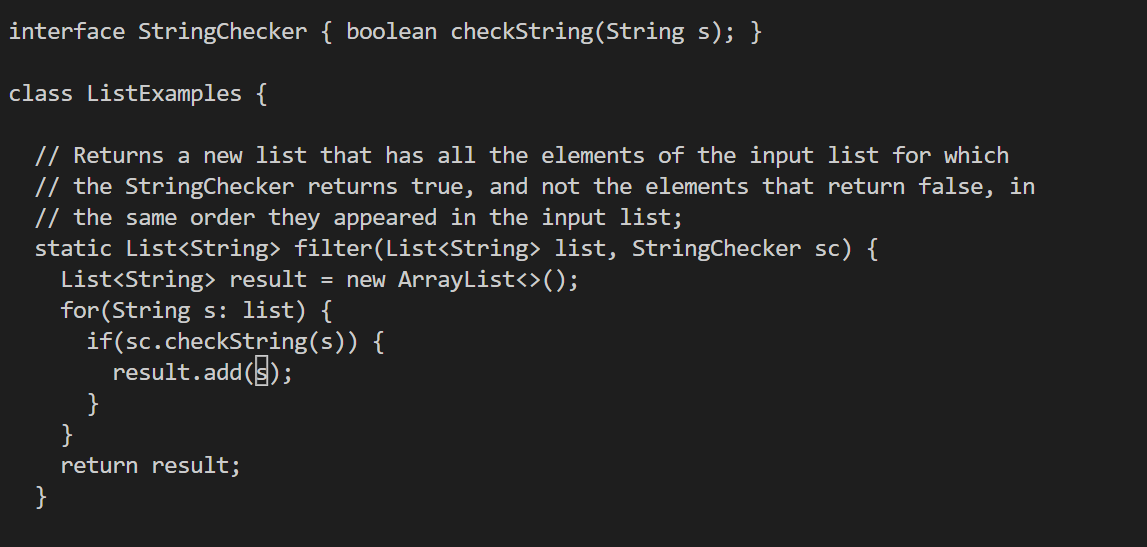 interface StringChecker { boolean checkString(String s); }
class ListExamples {
// Returns a new list that has all the elements of the input list for which
// the StringChecker returns true, and not the elements that return false, in
// the same order they appeared in the input list;
static List<String> filter(List<String> list, StringChecker sc) {
List<String> result = new ArrayList<>();
for(String s: list) {
if(sc.checkString(s)) {
result.add(s);
}
}
return result;
}